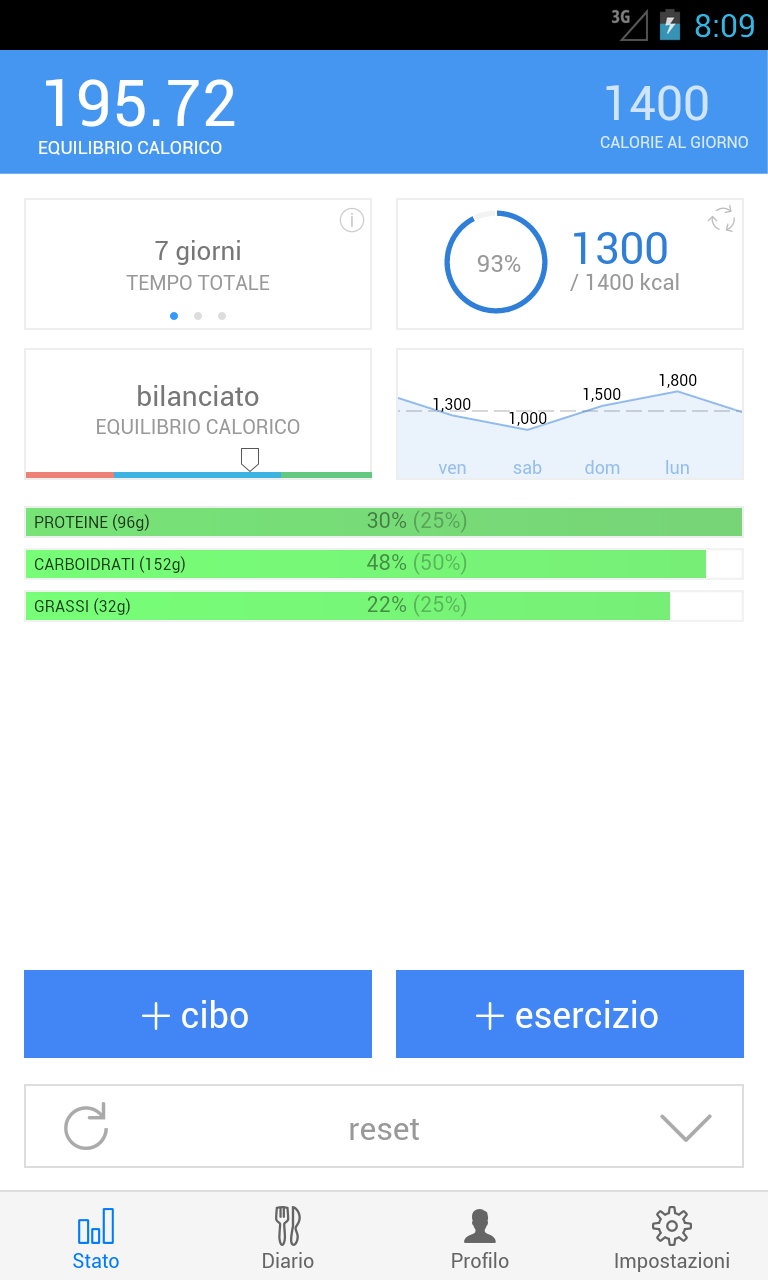 3G 8:09
195.72 1400
EQUILIBRIO CALORICO CALORIE AL GIORNO
7 giorni
TEMPO TOTALE
93% 1300
/ 1400 kcal
bilanciato
EQUILIBRIO CALORICO
1,300 1,000 1,500 1,800
ven sab dom lun
PROTEINE (96g) 30% (25%)
CARBOIDRATI (152g) 48% (50%)
GRASSI (32g) 22% (25%)
+ cibo + esercizio
reset
Stato Diario Profilo Impostazioni